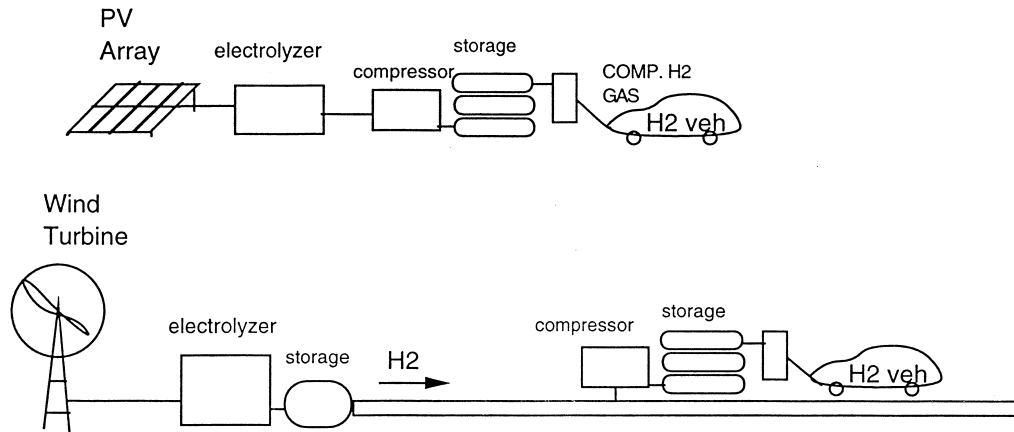 PV
Array
electrolyzer
compressor
storage
COMP. H2
GAS
H2 veh
Wind
Turbine
electrolyzer
storage
H2
compressor
storage
H2 veh